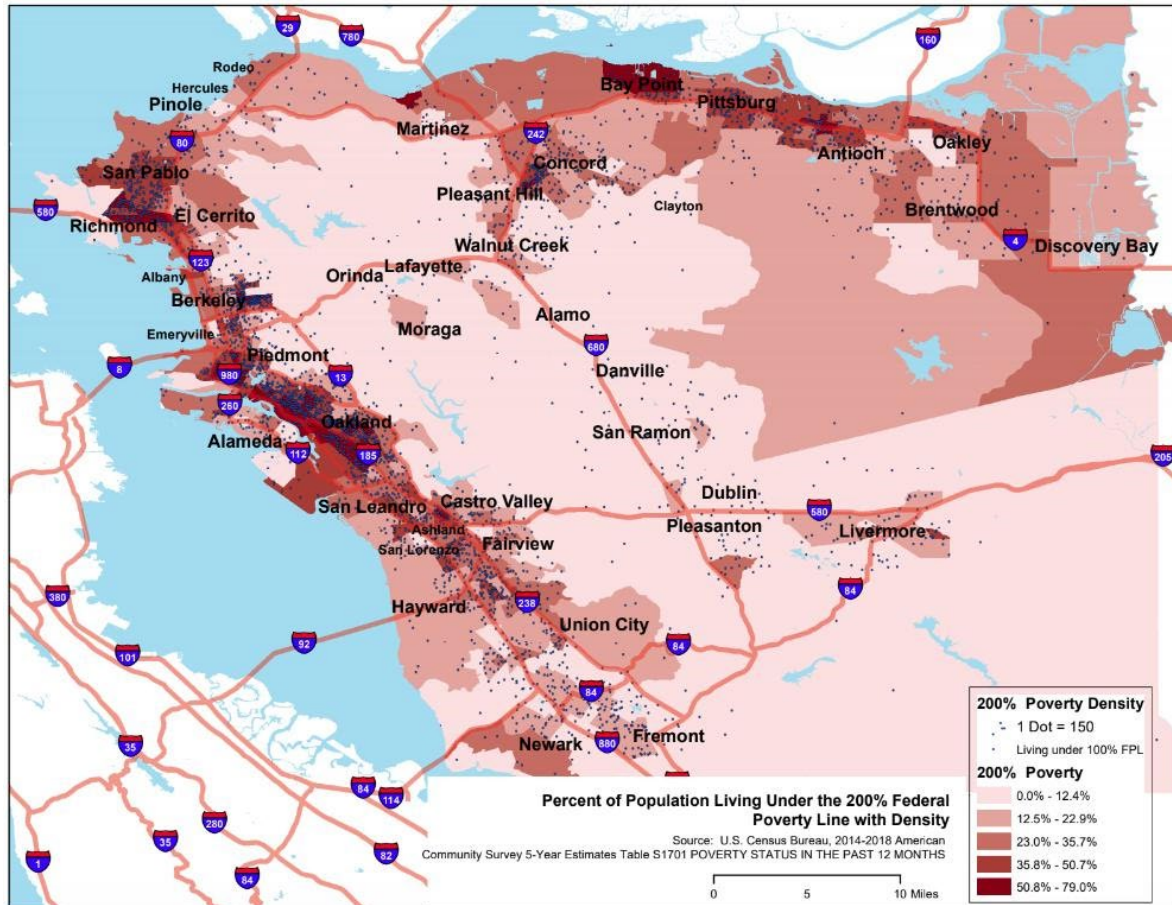 29
780
160
Rodeo
Hercules
Pinole
80
Bay Point
Pittsburg
Martinez
242
Antioch
Oakley
San Pablo
Concord
Pleasant Hill
Clayton
Brentwood
580
Richmond
El Cerrito
4
Walnut Creek
Discovery Bay
123
Albany
Orinda
Lafayette
Berkeley
Alamo
Emeryville
Moraga
680
Piedmont
8
980
13
Danville
260
Oakland
Alameda
112
185
San Ramon
205
San Leandro
Castro Valley
Dublin
580
Ashland
Pleasanton
Livermore
San Lorenzo
Fairview
84
380
Hayward
238
Union City
92
84
101
84
Newark
880
Fremont
35
84
114
280
35
82
1
84
Percent of Population Living Under the 200% Federal
Poverty Line with Density
Source: U.S. Census Bureau, 2014-2018 American
Community Survey 5-Year Estimates Table S1701 POVERTY STATUS IN THE PAST 12 MONTHS
0 5 10 Miles
200% Poverty Density
1 Dot = 150
Living under 100% FPL
200% Poverty
0.0% - 12.4%
12.5% - 22.9%
23.0% - 35.7%
35.8% - 50.7%
50.8% - 79.0%